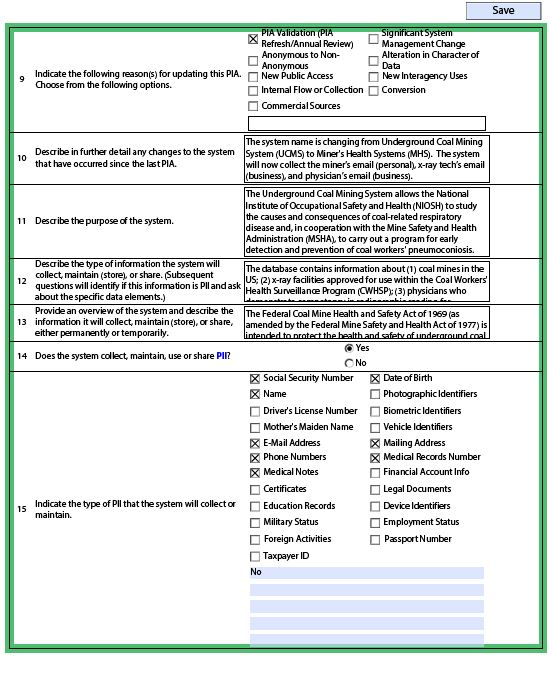 Save
9
Indicate the following reason(s) for updating this PIA.
Choose from the following options.
PIA Validation (PIA
Refresh/Annual Review)
Significant System
Management Change
Anonymous to Non-
Anonymous
Alteration in Character of
Data
New Public Access
New Interagency Uses
Internal Flow or Collection
Conversion
Commercial Sources
10
Describe in further detail any changes to the system
that have occurred since the last PIA.
The system name is changing from Underground Coal Mining
System (UCMS) to Miner's Health Systems (MHS). The system
will now collect the miner's email (personal), x-ray tech's email
(business), and physician's email (business).
11
Describe the purpose of the system.
The Underground Coal Mining System allows the National
Institute of Occupational Safety and Health (NIOSH) to study
the causes and consequences of coal-related respiratory
disease and, in cooperation with the Mine Safety and Health
Administration (MSHA), to carry out a program for early
detection and prevention of coal workers' pneumoconiosis.
12
Describe the type of information the system will
collect, maintain (store), or share. (Subsequent
questions will identify if this information is PII and ask
about the specific data elements.)
The database contains information about (1) coal mines in the
US; (2) x-ray facilities approved for use within the Coal Workers'
Health Surveillance Program (CWHSP); (3) physicians who
13
Provide an overview of the system and describe the
information it will collect, maintain (store), or share,
either permanently or temporarily.
The Federal Coal Mine Health and Safety Act of 1969 (as
amended by the Federal Mine Safety and Health Act of 1977) is
intended to protect the health and safety of underground coal
14
Does the system collect, maintain, use or share PII?
Yes
No
15
Indicate the type of PII that the system will collect or
maintain.
Social Security Number
Date of Birth
Name
Photographic Identifiers
Driver's License Number
Biometric Identifiers
Mother's Maiden Name
Vehicle Identifiers
E-Mail Address
Mailing Address
Phone Numbers
Medical Records Number
Medical Notes
Financial Account Info
Certificates
Legal Documents
Education Records
Device Identifiers
Military Status
Employment Status
Foreign Activities
Passport Number
Taxpayer ID
No